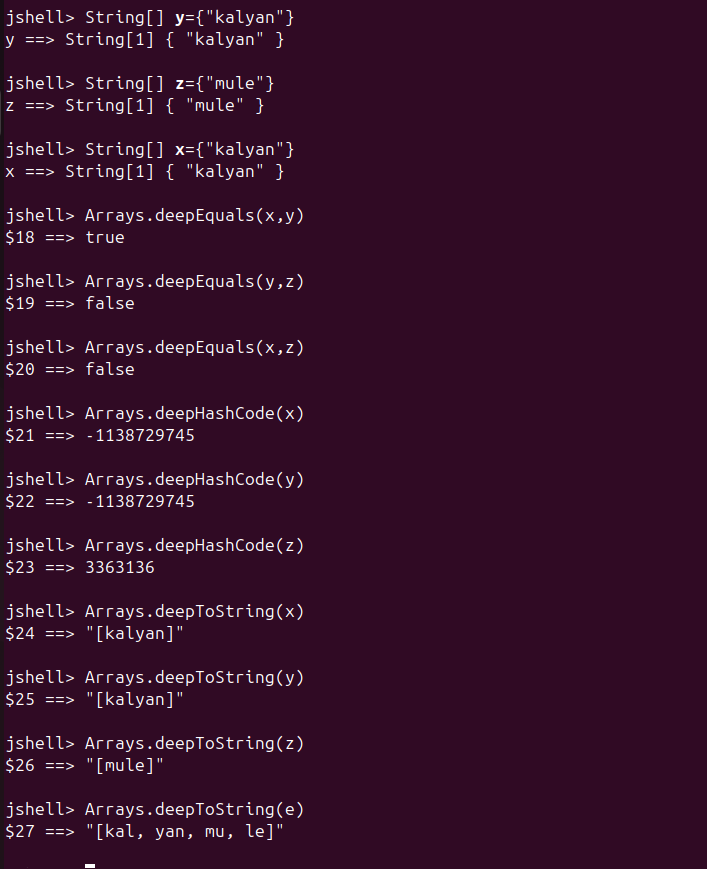 jshell> String[] y={"kalyan"}
y ==> String[1] { "kalyan" }
jshell> String[] z={"mule"}
z ==> String[1] { "mule" }
jshell> String[] x={"kalyan"}
x ==> String[1] { "kalyan" }
jshell> Arrays.deepEquals(x,y)
$18 ==> true
jshell> Arrays.deepEquals(y,z)
$19 ==> false
jshell> Arrays.deepEquals(x,z)
$20 ==> false
jshell> Arrays.deepHashCode(x)
$21 ==> -1138729745
jshell> Arrays.deepHashCode(y)
$22 ==> -1138729745
jshell> Arrays.deepHashCode(z)
$23 ==> 3363136
jshell> Arrays.deepToString(x)
$24 ==> "[kalyan]"
jshell> Arrays.deepToString(y)
$25 ==> "[kalyan]"
jshell> Arrays.deepToString(z)
$26 ==> "[mule]"
jshell> Arrays.deepToString(e)
$27 ==> "[kal, yan, mu, le]"